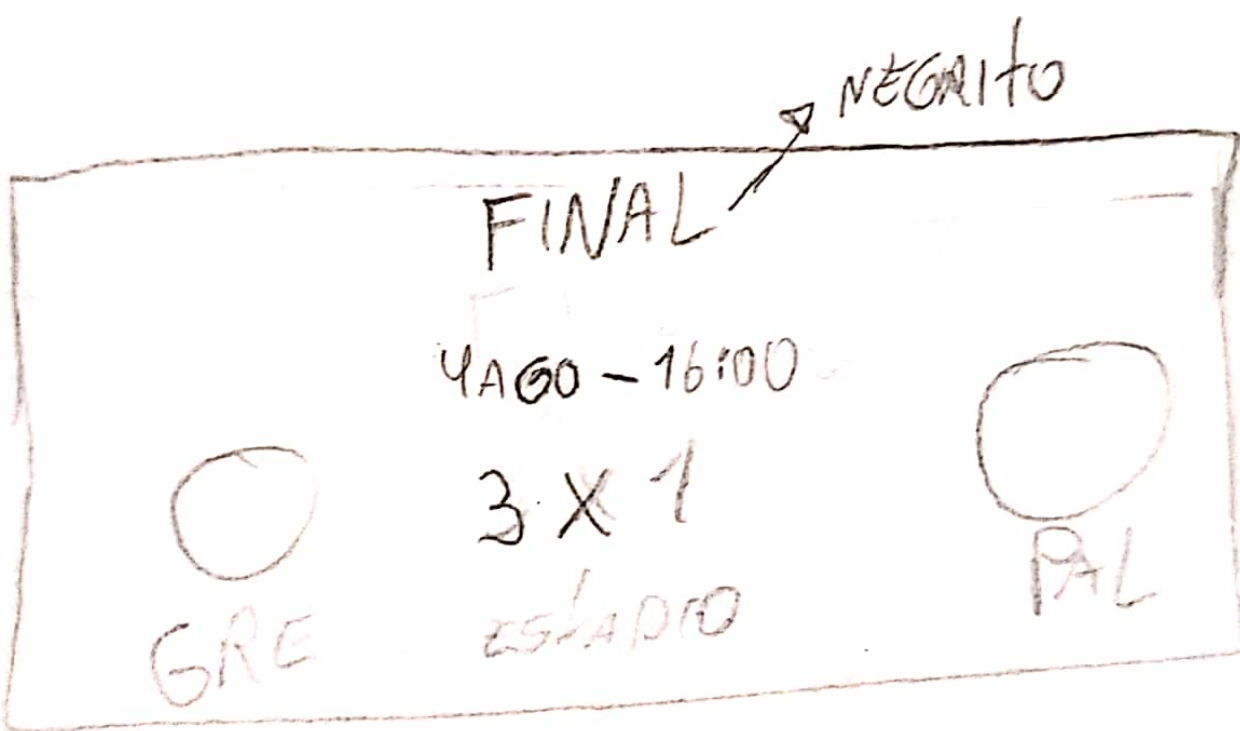 NEGRITO
FINAL
4AGO - 16:00
3 X 1
GRE
ESTÁDIO
PAL